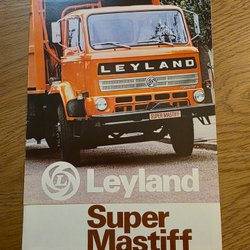 LEYLAND
SUPER MASTIFF
Leyland
Super
Mastiff